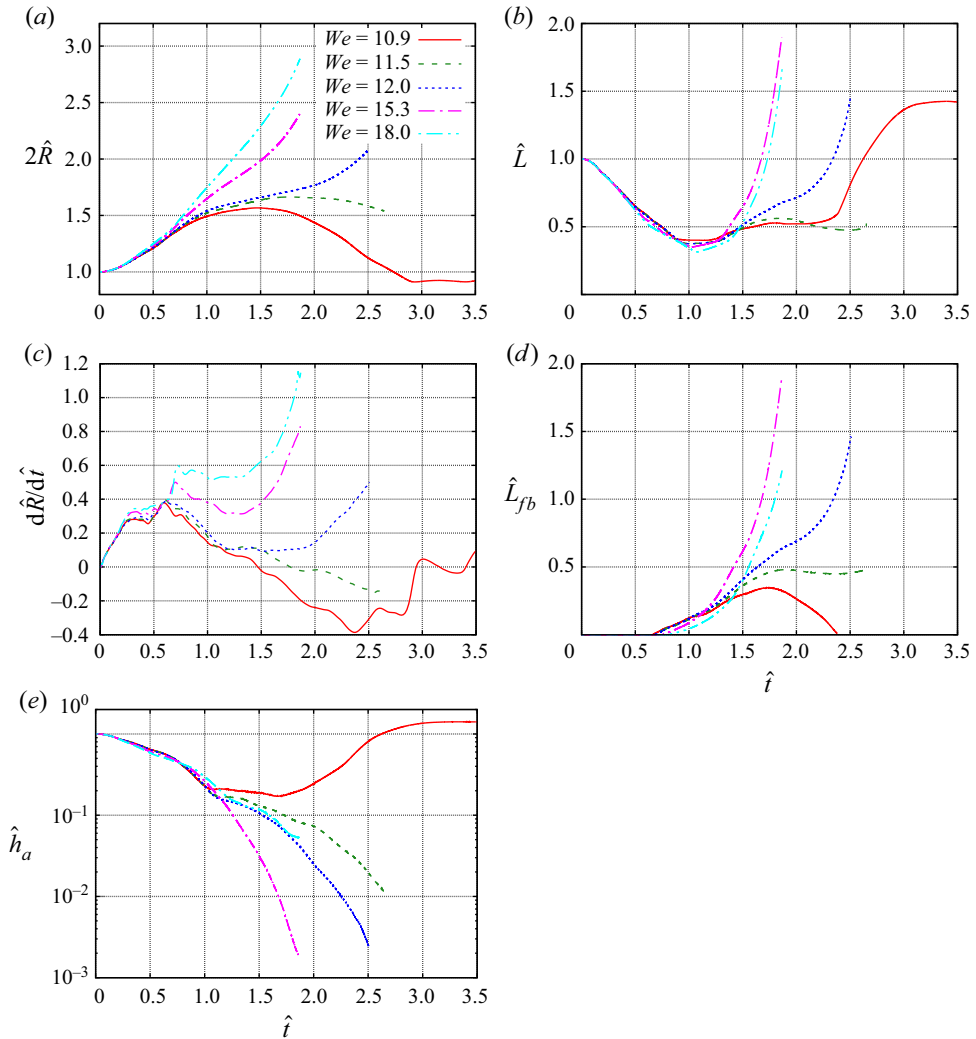 (a)
3.0
2.5
2.0
1.5
1.0
2R̂
We = 10.9
We = 11.5
We = 12.0
We = 15.3
We = 18.0
0 0.5 1.0 1.5 2.0 2.5 3.0 3.5
(b)
2.0
1.5
1.0
0.5
L̂
0 0.5 1.0 1.5 2.0 2.5 3.0 3.5
(c)
1.2
1.0
0.8
0.6
0.4
0.2
0
–0.2
–0.4
dR̂/dt̂
0 0.5 1.0 1.5 2.0 2.5 3.0 3.5
(d)
2.0
1.5
1.0
0.5
L̂fb
0 0.5 1.0 1.5 2.0 2.5 3.0 3.5
t̂
(e)
10⁰
10⁻¹
10⁻²
10⁻³
ĥa
0 0.5 1.0 1.5 2.0 2.5 3.0 3.5
t̂